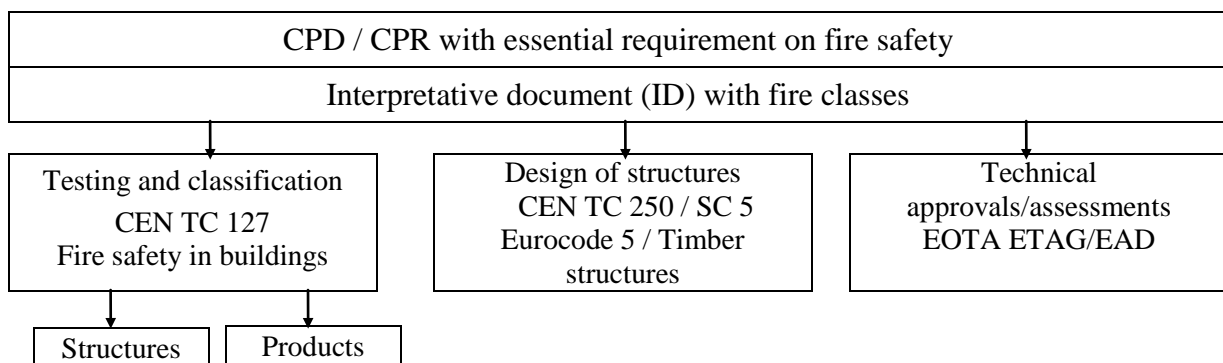 CPD / CPR with essential requirement on fire safety
Interpretative document (ID) with fire classes
Testing and classification
CEN TC 127
Fire safety in buildings
Design of structures
CEN TC 250 / SC 5
Eurocode 5 / Timber
structures
Technical
approvals/assessments
EOTA ETAG/EAD
Structures
Products